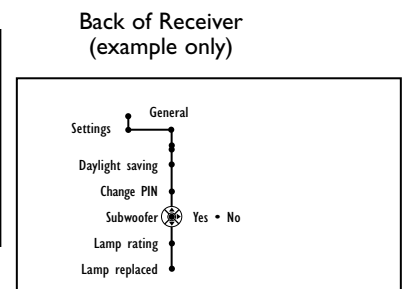 Back of Receiver
(example only)
General
Settings
Daylight saving
Change PIN
Subwoofer Yes • No
Lamp rating
Lamp replaced